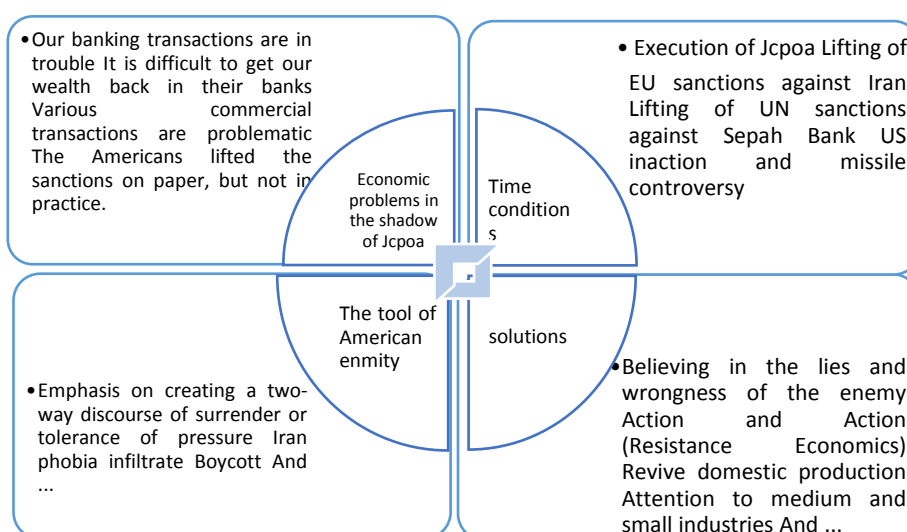 •Our banking transactions are in
trouble It is difficult to get our
wealth back in their banks
Various commercial
transactions are problematic
The Americans lifted the
sanctions on paper, but not in
practice.
Economic
problems in
the shadow
of Jcpoa
• Execution of Jcpoa Lifting of
EU sanctions against Iran
Lifting of UN sanctions
against Sepah Bank US
inaction and missile
controversy
Time
condition
s
The tool of
American
enmity
•Emphasis on creating a two-
way discourse of surrender or
tolerance of pressure Iran
phobia infiltrate Boycott And
...
solutions
•Believing in the lies and
wrongness of the enemy
Action and Action
(Resistance Economics)
Revive domestic production
Attention to medium and
small industries And ...